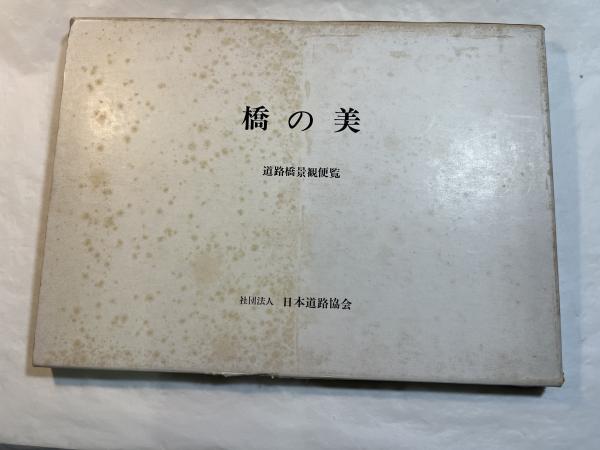 橋の美
道路橋景観便覧
社団法人 日本道路協会